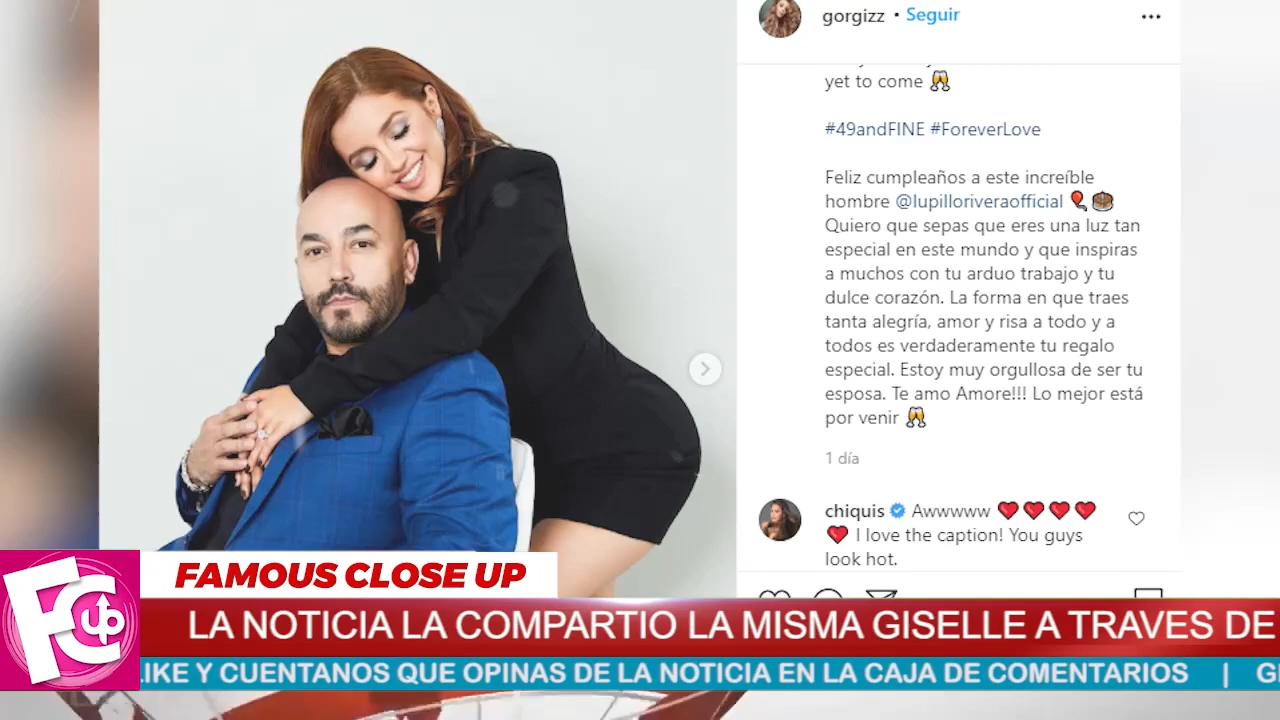 gorgizz • Seguir
yet to come 🥂
#49andFINE #ForeverLove
Feliz cumpleaños a este increíble
hombre @lupilloriveraofficial 🎈🎂
Quiero que sepas que eres una luz tan
especial en este mundo y que inspiras
a muchos con tu arduo trabajo y tu
dulce corazón. La forma en que traes
tanta alegría, amor y risa a todo y a
todos es verdaderamente tu regalo
especial. Estoy muy orgullosa de ser tu
esposa. Te amo Amore!!! Lo mejor está
por venir 🥂
1 día
chiquis Awwwww ❤️❤️❤️❤️
❤️ I love the caption! You guys
look hot.
FAMOUS CLOSE UP
FC UP
LA NOTICIA LA COMPARTIO LA MISMA GISELLE A TRAVES DE
LIKE Y CUENTANOS QUE OPINAS DE LA NOTICIA EN LA CAJA DE COMENTARIOS |